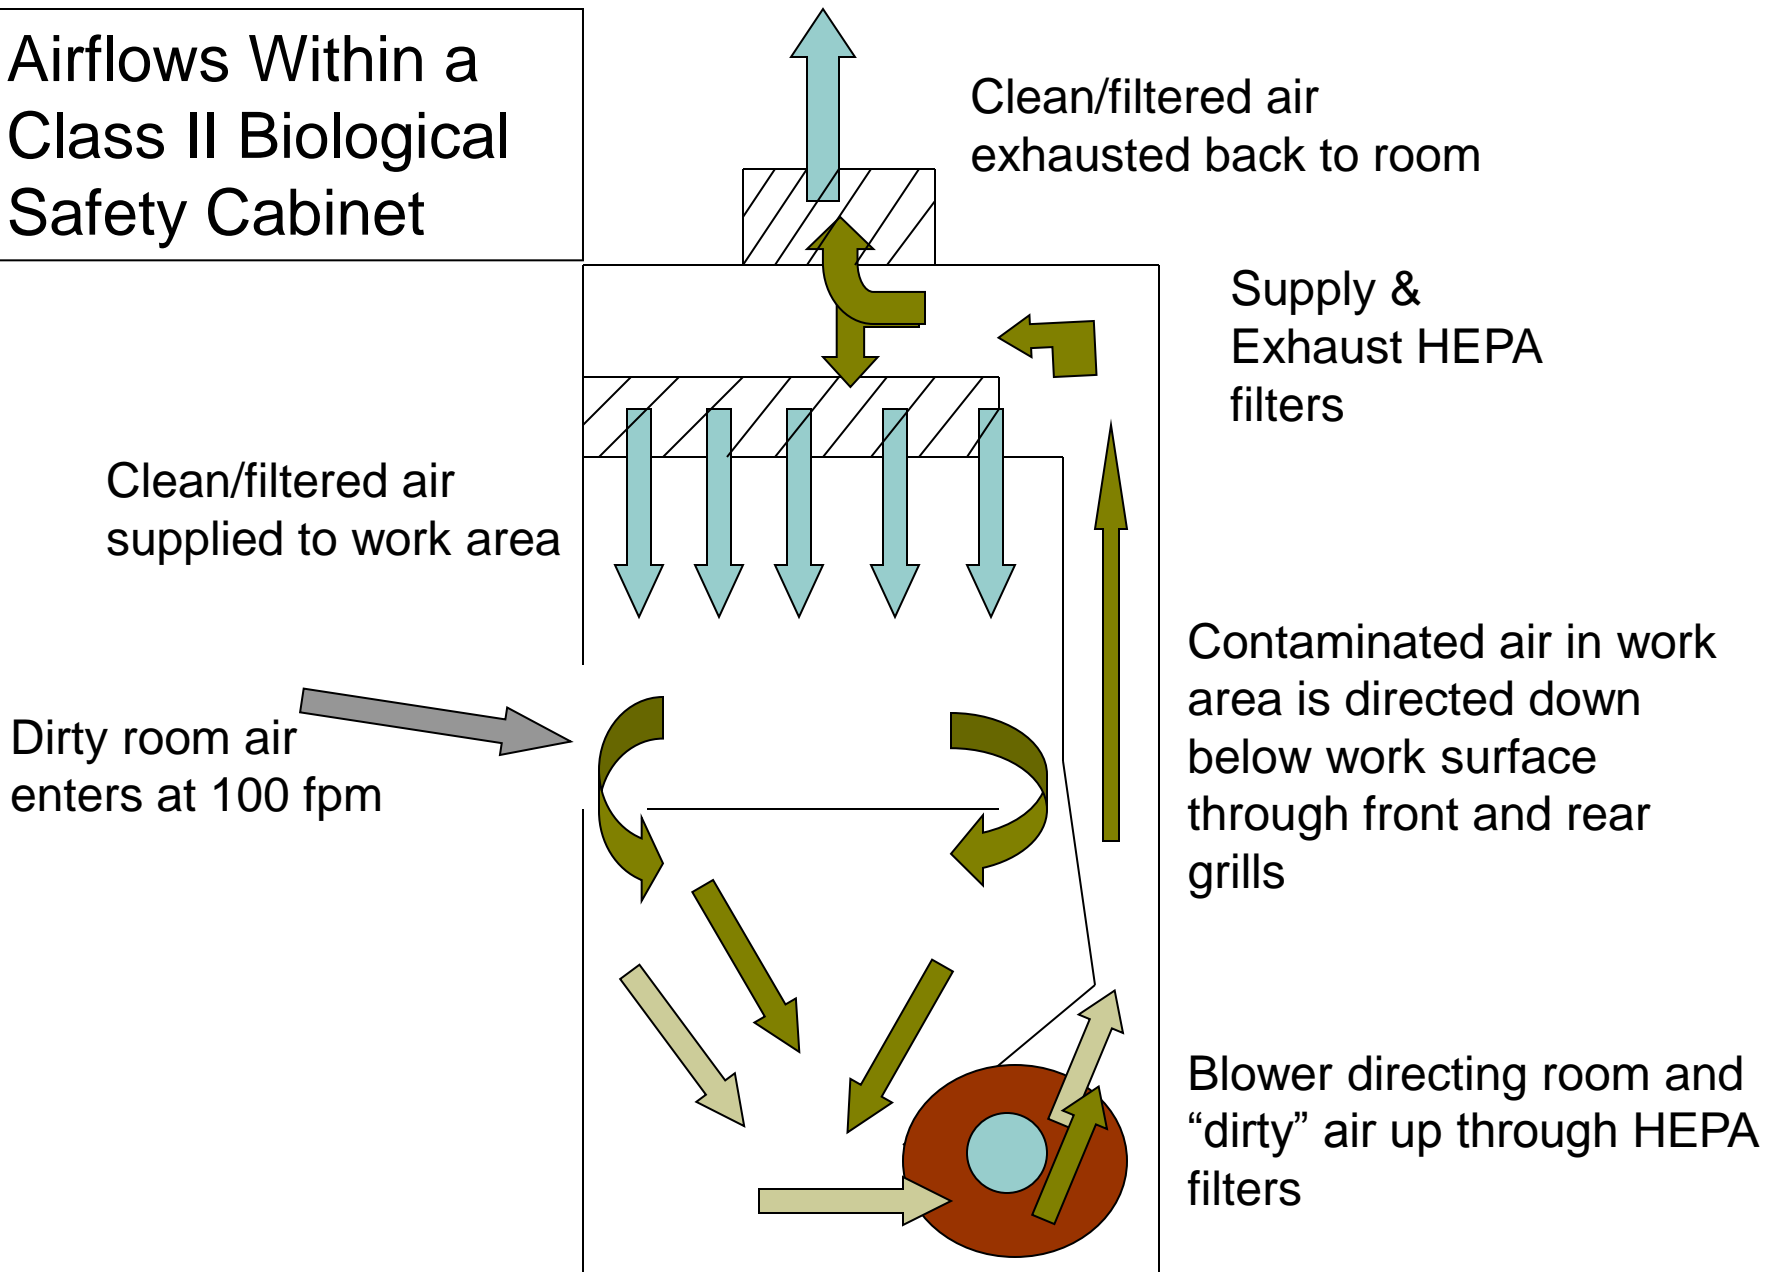 Airflows Within a
Class II Biological
Safety Cabinet
Clean/filtered air
exhausted back to room
Supply &
Exhaust HEPA
filters
Clean/filtered air
supplied to work area
Dirty room air
enters at 100 fpm
Contaminated air in work
area is directed down
below work surface
through front and rear
grills
Blower directing room and
“dirty” air up through HEPA
filters